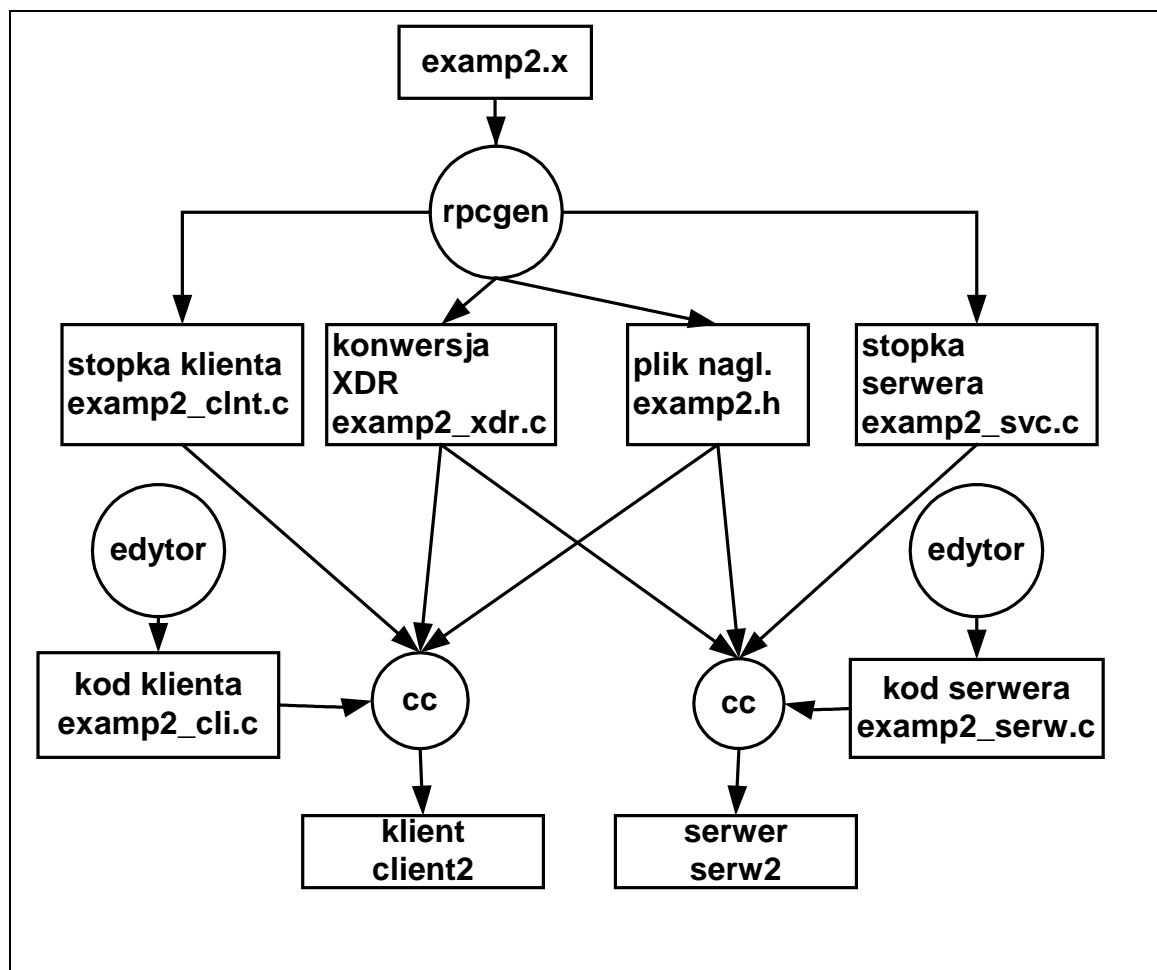 examp2.x
rpcgen
stopka klienta
examp2_clnt.c
konwersja
XDR
examp2_xdr.c
plik nagl.
examp2.h
stopka
serwera
examp2_svc.c
edytor
edytor
kod klienta
examp2_cli.c
cc
cc
kod serwera
examp2_serw.c
klient
client2
serwer
serw2